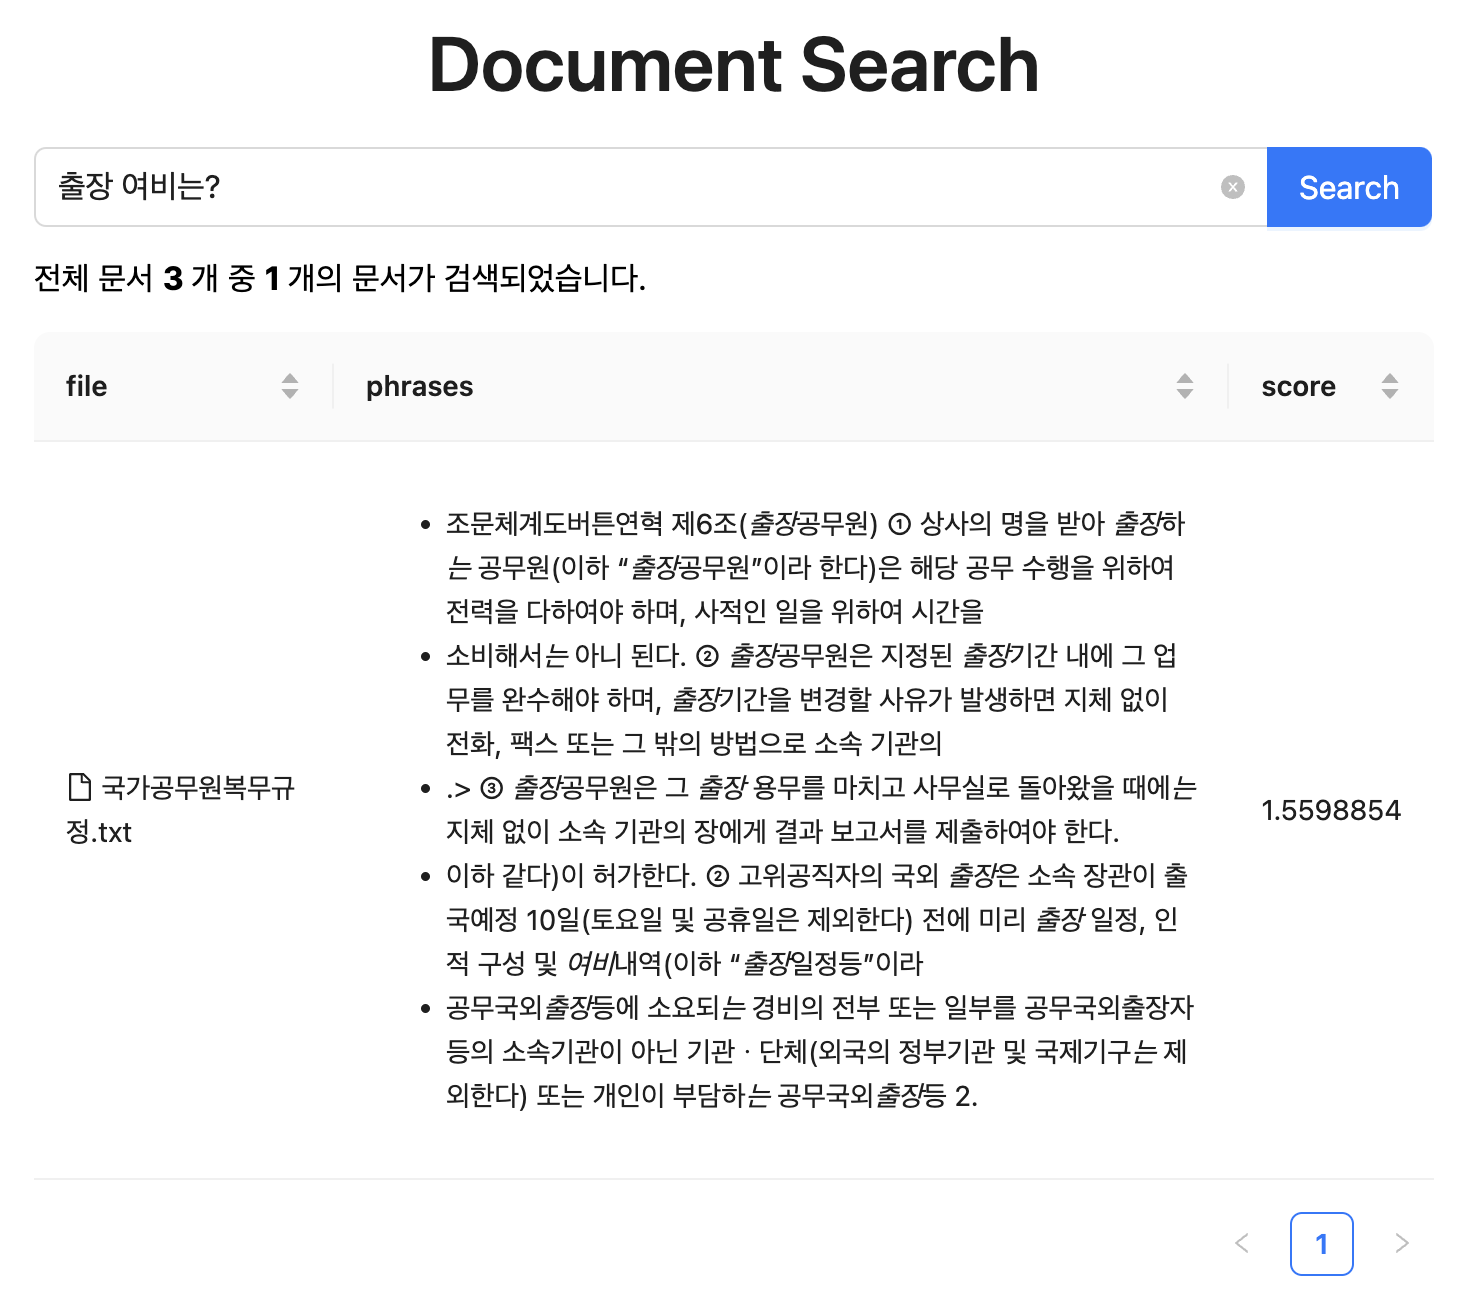 Document Search
출장 여비는?
Search
전체 문서 3 개 중 1 개의 문서가 검색되었습니다.
file phrases score
조문체계도버튼연혁 제6조(출장공무원) ① 상사의 명을 받아 출장하
는 공무원(이하 “출장공무원”이라 한다)은 해당 공무 수행을 위하여
전력을 다하여야 하며, 사적인 일을 위하여 시간을
소비해서는 아니 된다. ② 출장공무원은 지정된 출장기간 내에 그 업
무를 완수해야 하며, 출장기간을 변경할 사유가 발생하면 지체 없이
전화, 팩스 또는 그 밖의 방법으로 소속 기관의
.> ③ 출장공무원은 그 출장 용무를 마치고 사무실로 돌아왔을 때에는
지체 없이 소속 기관의 장에게 결과 보고서를 제출하여야 한다.
이하 같다)이 허가한다. ② 고위공직자의 국외 출장은 소속 장관이 출
국예정 10일(토요일 및 공휴일은 제외한다) 전에 미리 출장 일정, 인
적 구성 및 여비내역(이하 “출장일정등”이라
공무국외출장등에 소요되는 경비의 전부 또는 일부를 공무국외출장자
등의 소속기관이 아닌 기관 · 단체(외국의 정부기관 및 국제기구는 제
외한다) 또는 개인이 부담하는 공무국외출장등 2.
국가공무원복무규
정.txt
1.5598854
< 1 >